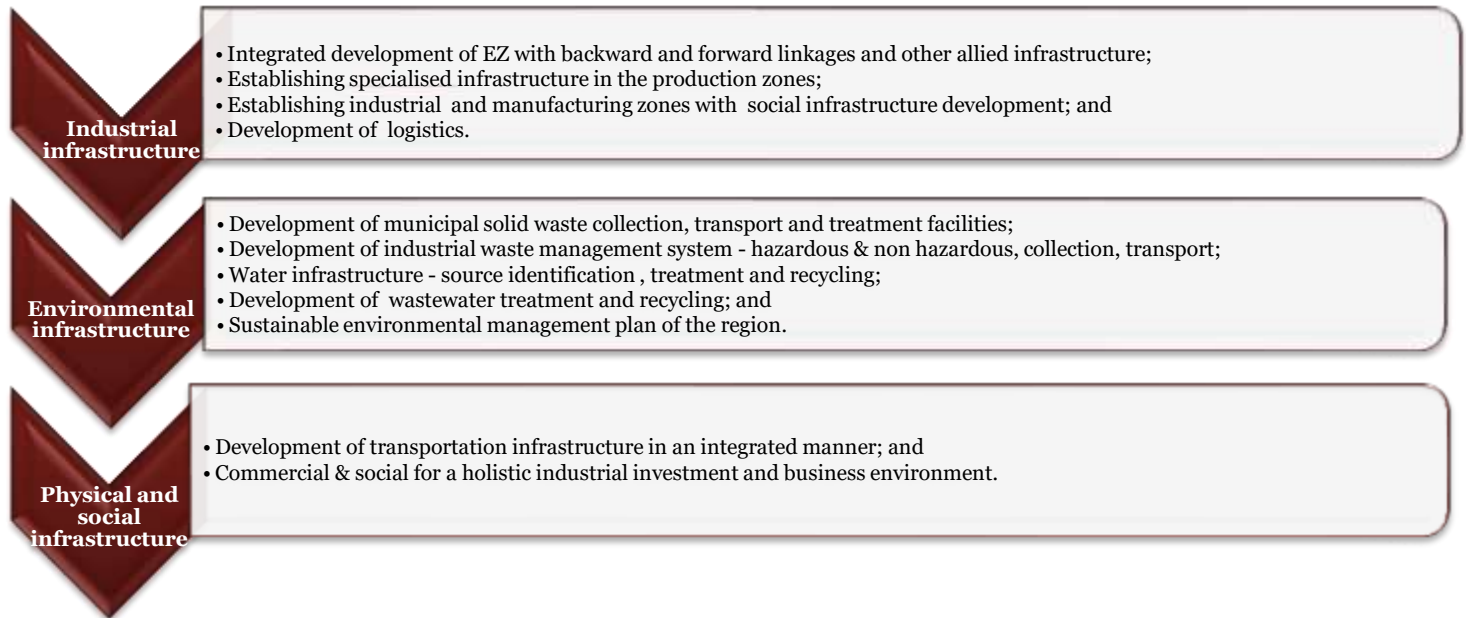 Industrial
infrastructure
• Integrated development of EZ with backward and forward linkages and other allied infrastructure;
• Establishing specialised infrastructure in the production zones;
• Establishing industrial and manufacturing zones with social infrastructure development; and
• Development of logistics.
Environmental
infrastructure
• Development of municipal solid waste collection, transport and treatment facilities;
• Development of industrial waste management system - hazardous & non hazardous, collection, transport;
• Water infrastructure - source identification , treatment and recycling;
• Development of wastewater treatment and recycling; and
• Sustainable environmental management plan of the region.
Physical and
social
infrastructure
• Development of transportation infrastructure in an integrated manner; and
• Commercial & social for a holistic industrial investment and business environment.